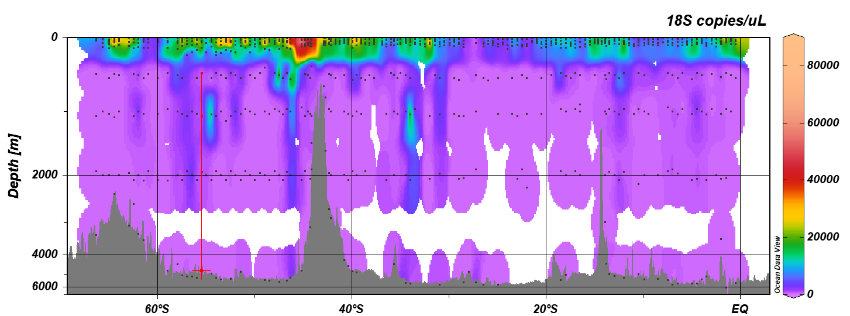 18S copies/uL
Depth [m]
0
2000
4000
6000
60°S
40°S
20°S
EQ
80000
60000
40000
20000
0
Ocean Data View